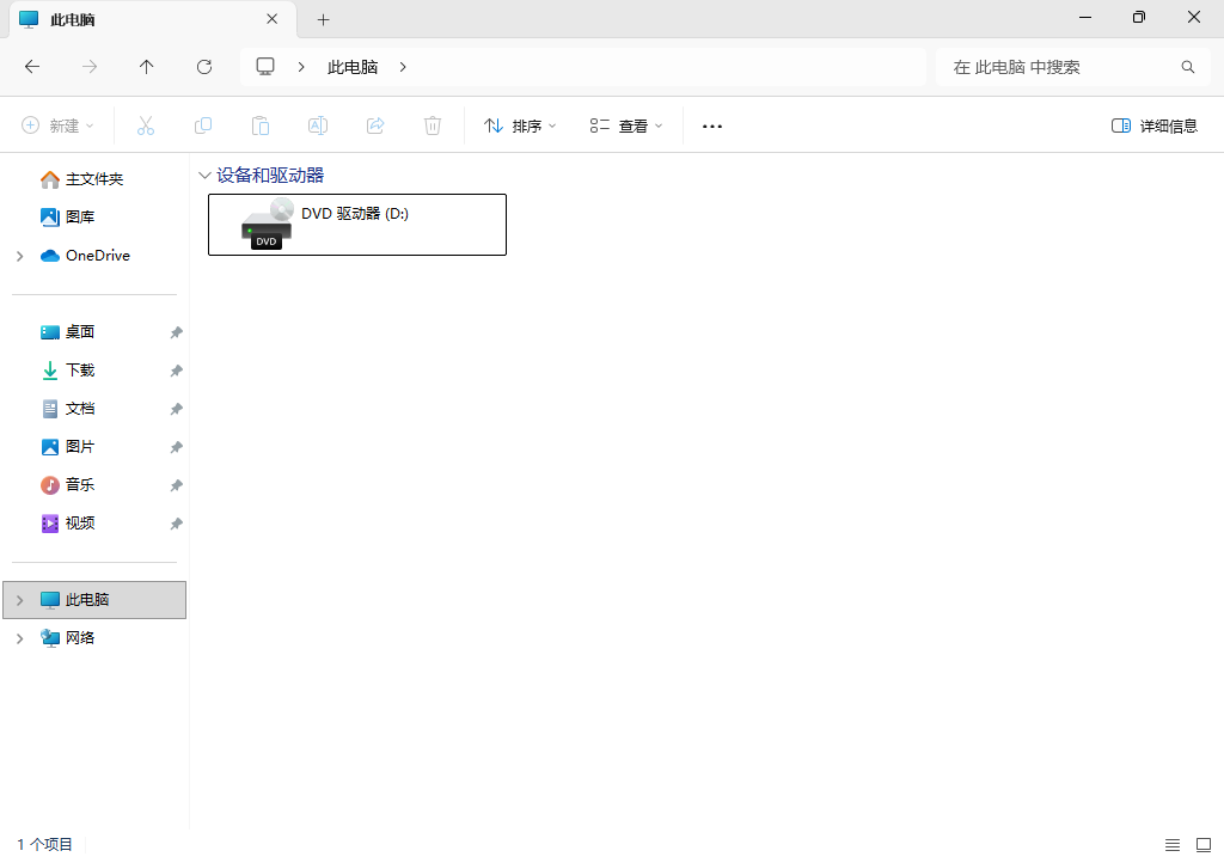 此电脑
此电脑
在 此电脑 中搜索
新建
排序
查看
详细信息
主文件夹
图库
OneDrive
桌面
下载
文档
图片
音乐
视频
此电脑
网络
设备和驱动器
DVD 驱动器 (D:)
DVD
1 个项目